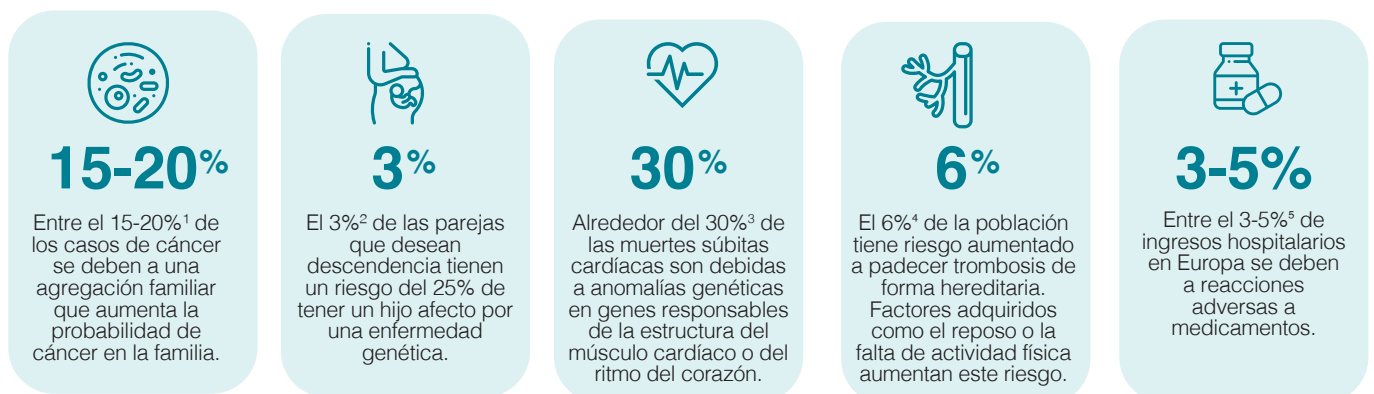 15-20%
Entre el 15-20%¹ de
los casos de cáncer
se deben a una
agregación familiar
que aumenta la
probabilidad de
cáncer en la familia.
3%
El 3%² de las parejas
que desean
descendencia tienen
un riesgo del 25% de
tener un hijo afecto por
una enfermedad
genética.
30%
Alrededor del 30%³ de
las muertes súbitas
cardíacas son debidas
a anomalías genéticas
en genes responsables
de la estructura del
músculo cardíaco o del
ritmo del corazón.
6%
El 6%⁴ de la población
tiene riesgo aumentado
a padecer trombosis de
forma hereditaria.
Factores adquiridos
como el reposo o la
falta de actividad física
aumentan este riesgo.
3-5%
Entre el 3-5%⁵ de
ingresos hospitalarios
en Europa se deben
a reacciones
adversas a
medicamentos.